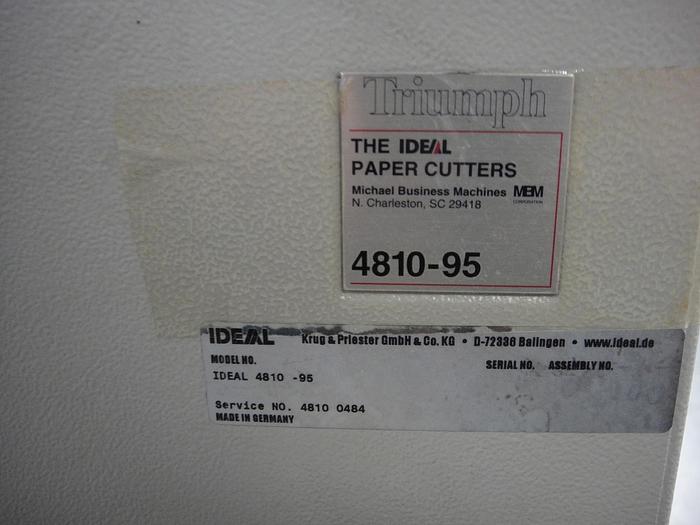 Triumph
THE IDEAL
PAPER CUTTERS
Michael Business Machines MBM
N. Charleston, SC 29418 CORPORATION
4810-95
IDEAL Krug & Priester GmbH & Co. KG • D-72336 Balingen • www.ideal.de
MODEL NO. SERIAL NO. ASSEMBLY NO.
IDEAL 4810 -95
Service NO. 4810 0484
MADE IN GERMANY